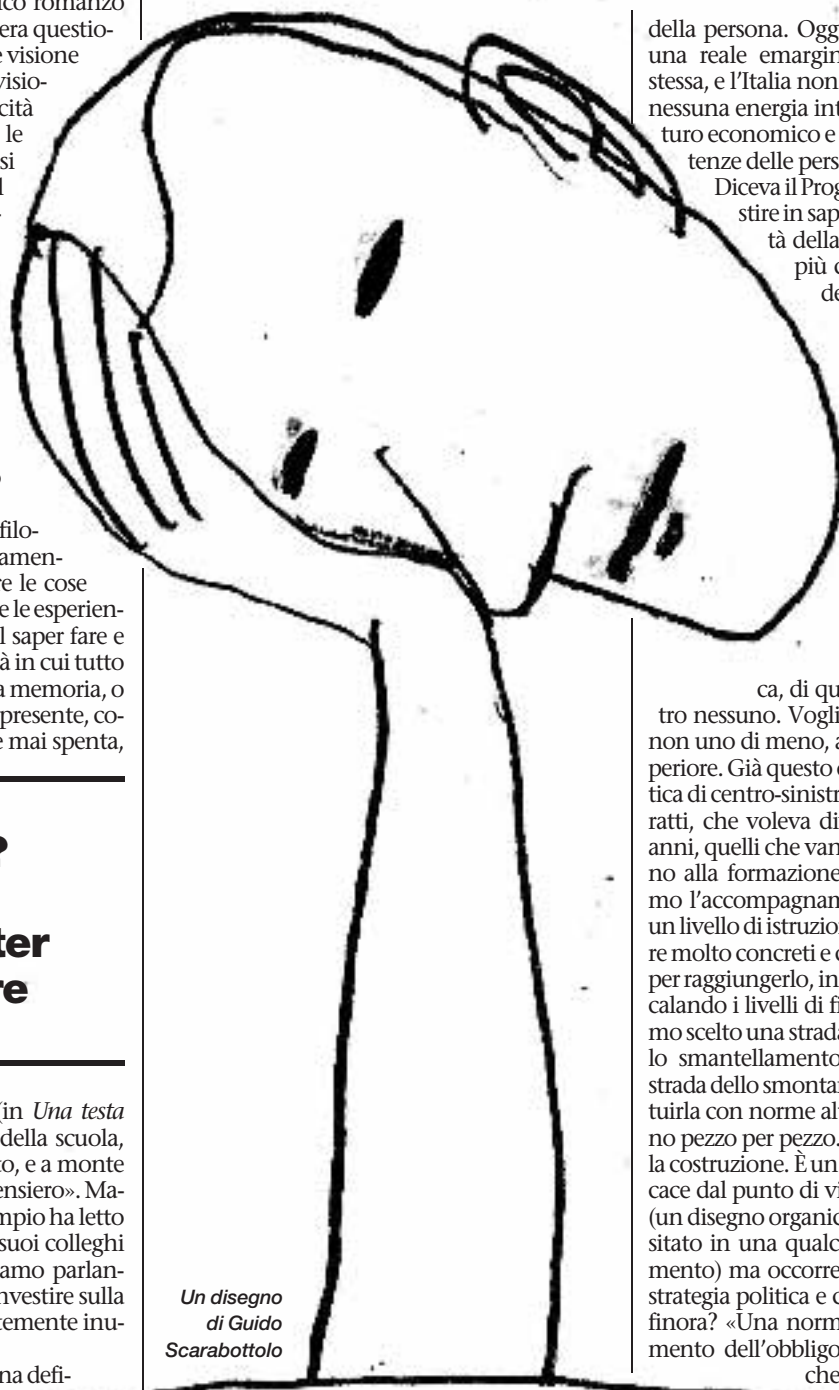 ico romanzo
era questio-
e visione
visio-
cità
le
si
l
filo-
amen-
re le cose
e le esperien-
l saper fare e
à in cui tutto
a memoria, o
presente, co-
e mai spenta,
?
ter
re
(in Una testa
della scuola,
to, e a monte
ensiero». Ma-
mpio ha letto
suoi colleghi
amo parlan-
nvestire sulla
temente inu-
na defi-
Un disegno
di Guido
Scarabottolo
della persona. Ogg
una reale emargin
stessa, e l'Italia non
nessuna energia int
turo economico e
tenze delle pers
Diceva il Prog
stire in sap
tà della
più c
de
ca, di qu
tro nessuno. Vogli
non uno di meno, a
periore. Già questo
tica di centro-sinistr
ratti, che voleva di
anni, quelli che van
no alla formazione
mo l'accompagnam
un livello di istruzion
re molto concreti e c
per raggiungerlo, in
calando i livelli di fi
mo scelto una strada
lo smantellamento
strada dello smonta
tuirla con norme al
no pezzo per pezzo.
la costruzione. È un
cace dal punto di vi
(un disegno organic
sitato in una qualc
mento) ma occorre
strategia politica e c
finora? «Una norm
mento dell'obbligo
che